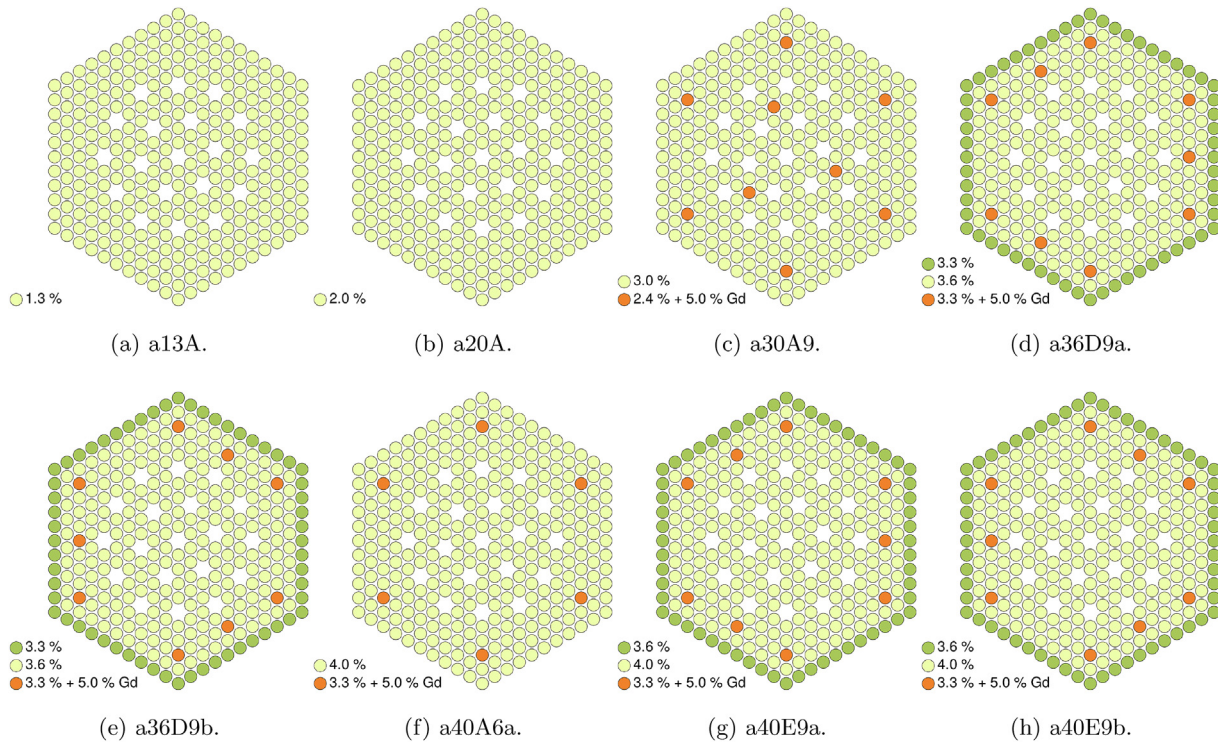 1.3 %
(a) a13A.
2.0 %
(b) a20A.
3.0 %
2.4 % + 5.0 % Gd
(c) a30A9.
3.3 %
3.6 %
3.3 % + 5.0 % Gd
(d) a36D9a.
3.3 %
3.6 %
3.3 % + 5.0 % Gd
(e) a36D9b.
4.0 %
3.3 % + 5.0 % Gd
(f) a40A6a.
3.6 %
4.0 %
3.3 % + 5.0 % Gd
(g) a40E9a.
3.6 %
4.0 %
3.3 % + 5.0 % Gd
(h) a40E9b.